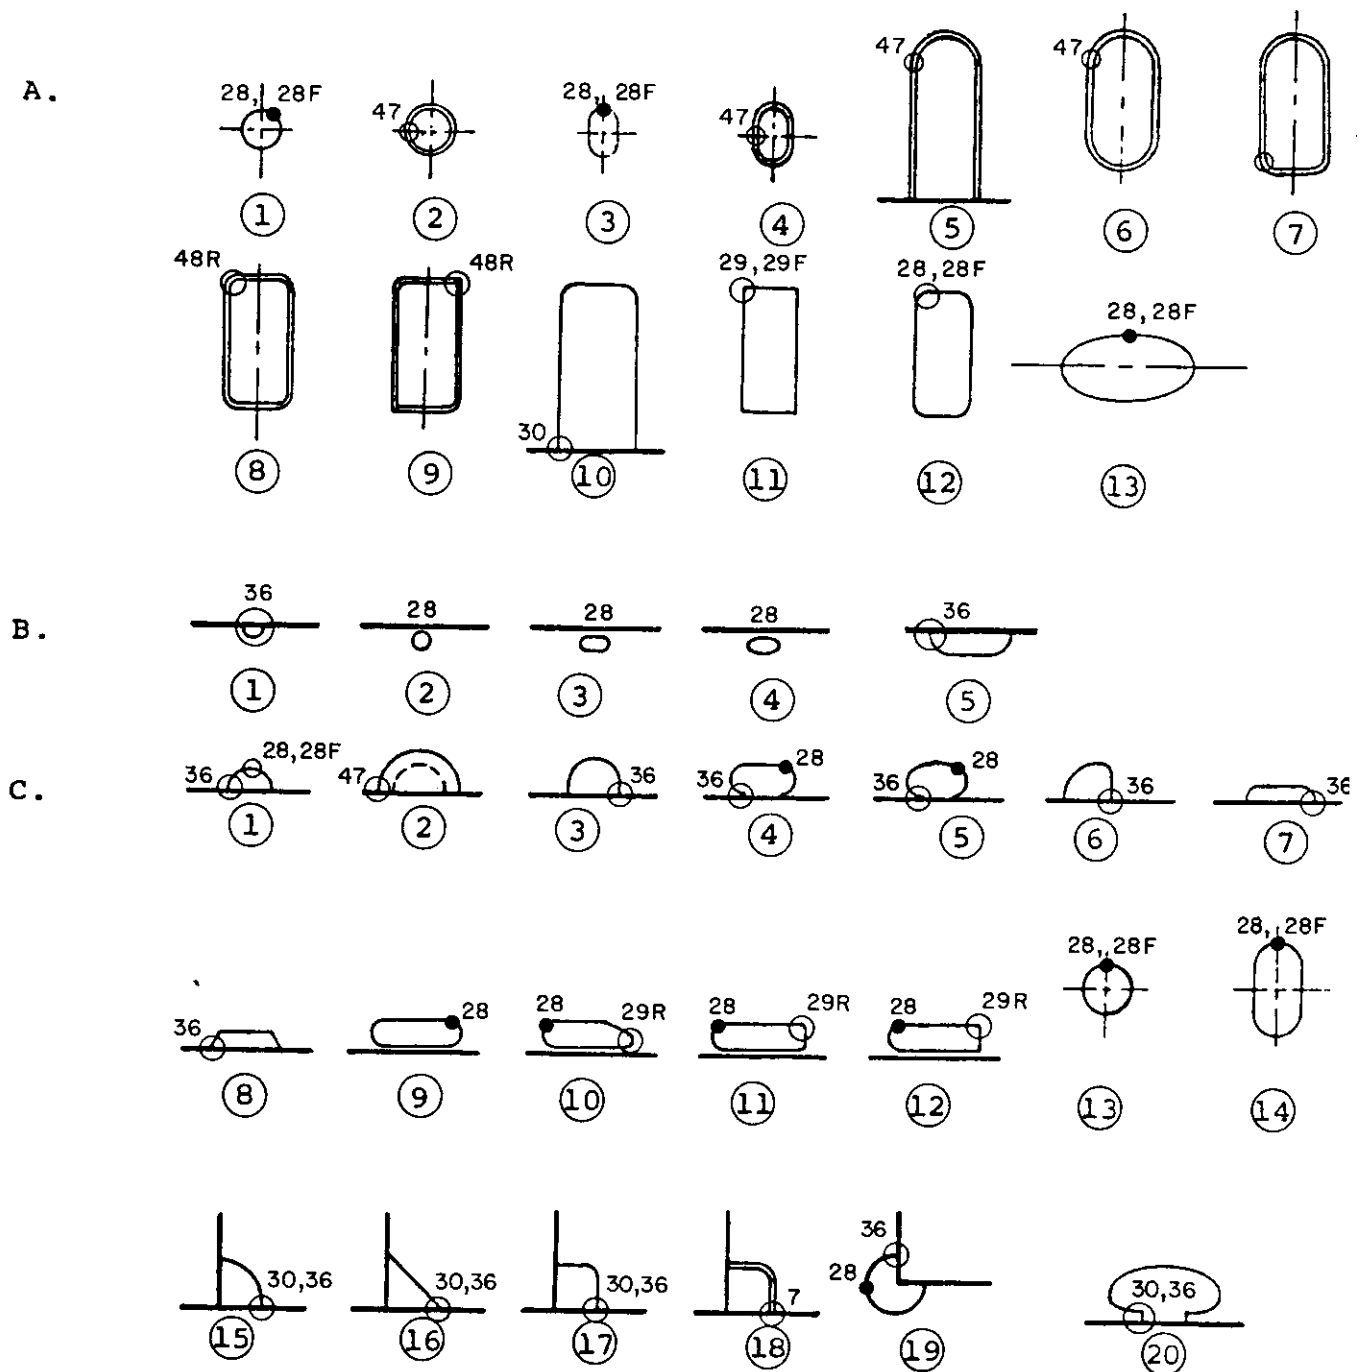 A.
28, 28F 47 28, 28F 47 47 47
1 2 3 4 5 6 7
48R 48R 30 29,29F 28,28F 28,28F
8 9 10 11 12 13
B.
36 28 28 28 36
1 2 3 4 5
C.
36 28,28F 47 36 36 28 36 28 36 36
1 2 3 4 5 6 7
36 28 28 29R 28 29R 28 29R 28, 28F 28, 28F
8 9 10 11 12 13 14
30,36 30,36 30,36 7 36 28 30,36
15 16 17 18 19 20